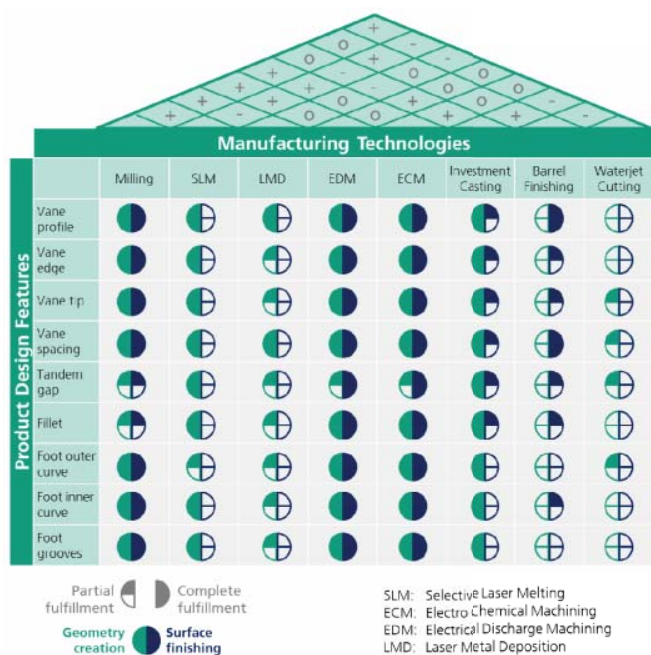 Manufacturing Technologies
Milling SLM LMD EDM ECM Investment Casting Barrel Finishing Waterjet Cutting
Product Design Features
Vane profile
Vane edge
Vane tip
Vane spacing
Tandem gap
Fillet
Foot outer curve
Foot inner curve
Foot grooves
Partial fulfillment
Complete fulfillment
Geometry creation
Surface finishing
SLM: Selective Laser Melting
ECM: Electro Chemical Machining
EDM: Electrical Discharge Machining
LMD: Laser Metal Deposition